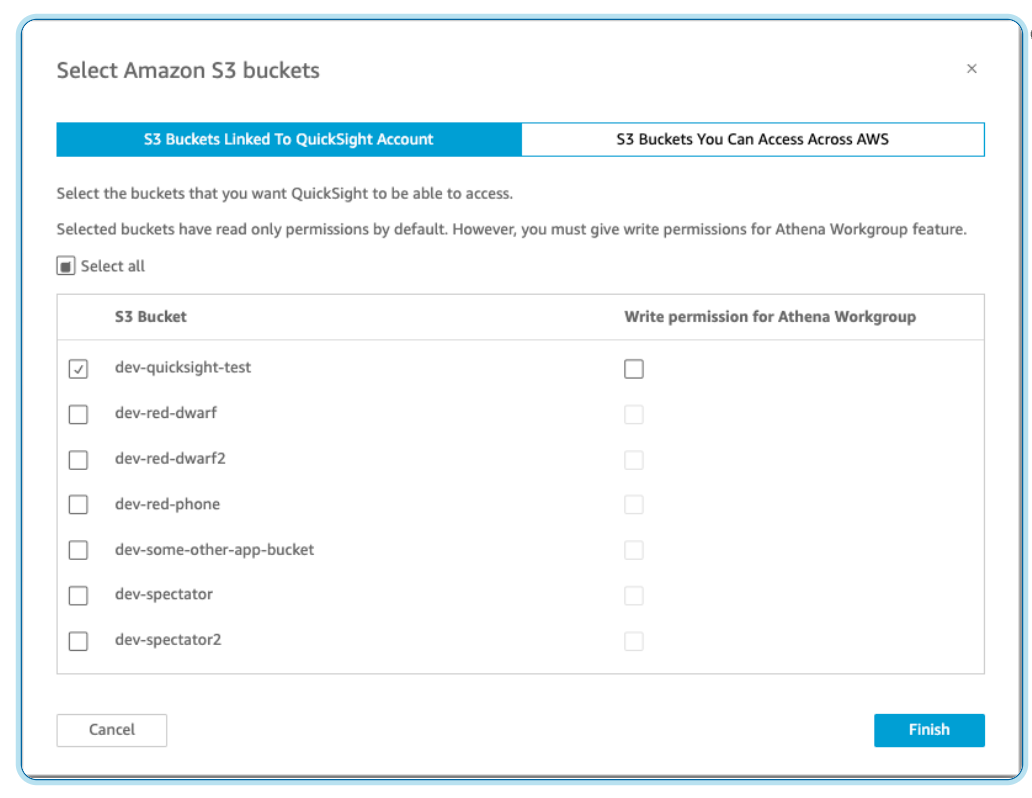 Select Amazon S3 buckets
×
S3 Buckets Linked To QuickSight Account
S3 Buckets You Can Access Across AWS
Select the buckets that you want QuickSight to be able to access.
Selected buckets have read only permissions by default. However, you must give write permissions for Athena Workgroup feature.
Select all
S3 Bucket
Write permission for Athena Workgroup
dev-quicksight-test
dev-red-dwarf
dev-red-dwarf2
dev-red-phone
dev-some-other-app-bucket
dev-spectator
dev-spectator2
Cancel
Finish